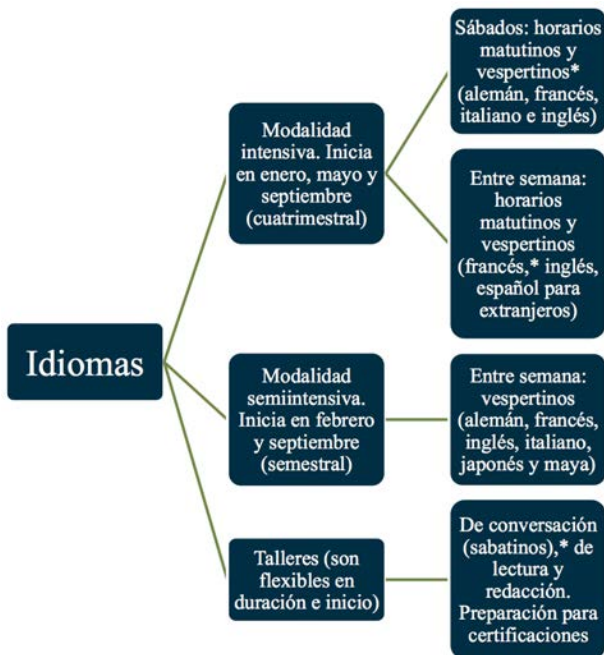 Idiomas
Modalidad
intensiva. Inicia
en enero, mayo y
septiembre
(cuatrimestral)
Sábados: horarios
matutinos y
vespertinos*
(alemán, francés,
italiano e inglés)
Entre semana:
horarios
matutinos y
vespertinos
(francés,* inglés,
español para
extranjeros)
Modalidad
semiintensiva.
Inicia en febrero
y septiembre
(semestral)
Entre semana:
vespertinos
(alemán, francés,
inglés, italiano,
japonés y maya)
Talleres (son
flexibles en
duración e inicio)
De conversación
(sabatinos),* de
lectura y
redacción.
Preparación para
certificaciones